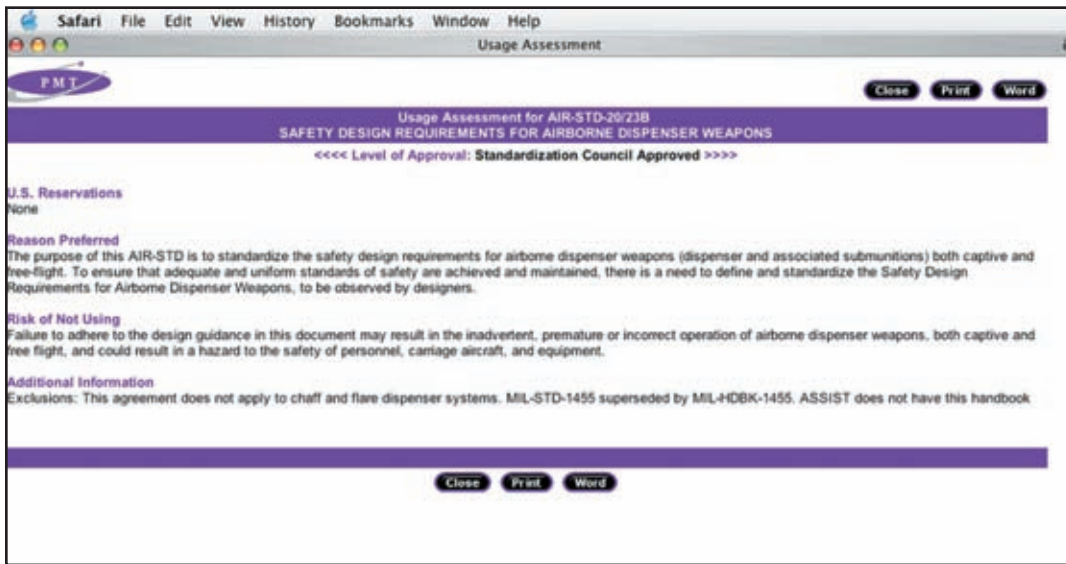 Safari File Edit View History Bookmarks Window Help
Usage Assessment
PMT
Close Print Word
Usage Assessment for AIR-STD-20/23B
SAFETY DESIGN REQUIREMENTS FOR AIRBORNE DISPENSER WEAPONS
<<<< Level of Approval: Standardization Council Approved >>>>
U.S. Reservations
None
Reason Preferred
The purpose of this AIR-STD is to standardize the safety design requirements for airborne dispenser weapons (dispenser and associated submunitions) both captive and
free-flight. To ensure that adequate and uniform standards of safety are achieved and maintained, there is a need to define and standardize the Safety Design
Requirements for Airborne Dispenser Weapons, to be observed by designers.
Risk of Not Using
Failure to adhere to the design guidance in this document may result in the inadvertent, premature or incorrect operation of airborne dispenser weapons, both captive and
free flight, and could result in a hazard to the safety of personnel, carriage aircraft, and equipment.
Additional Information
Exclusions: This agreement does not apply to chaff and flare dispenser systems. MIL-STD-1455 superseded by MIL-HDBK-1455. ASSIST does not have this handbook
Close Print Word